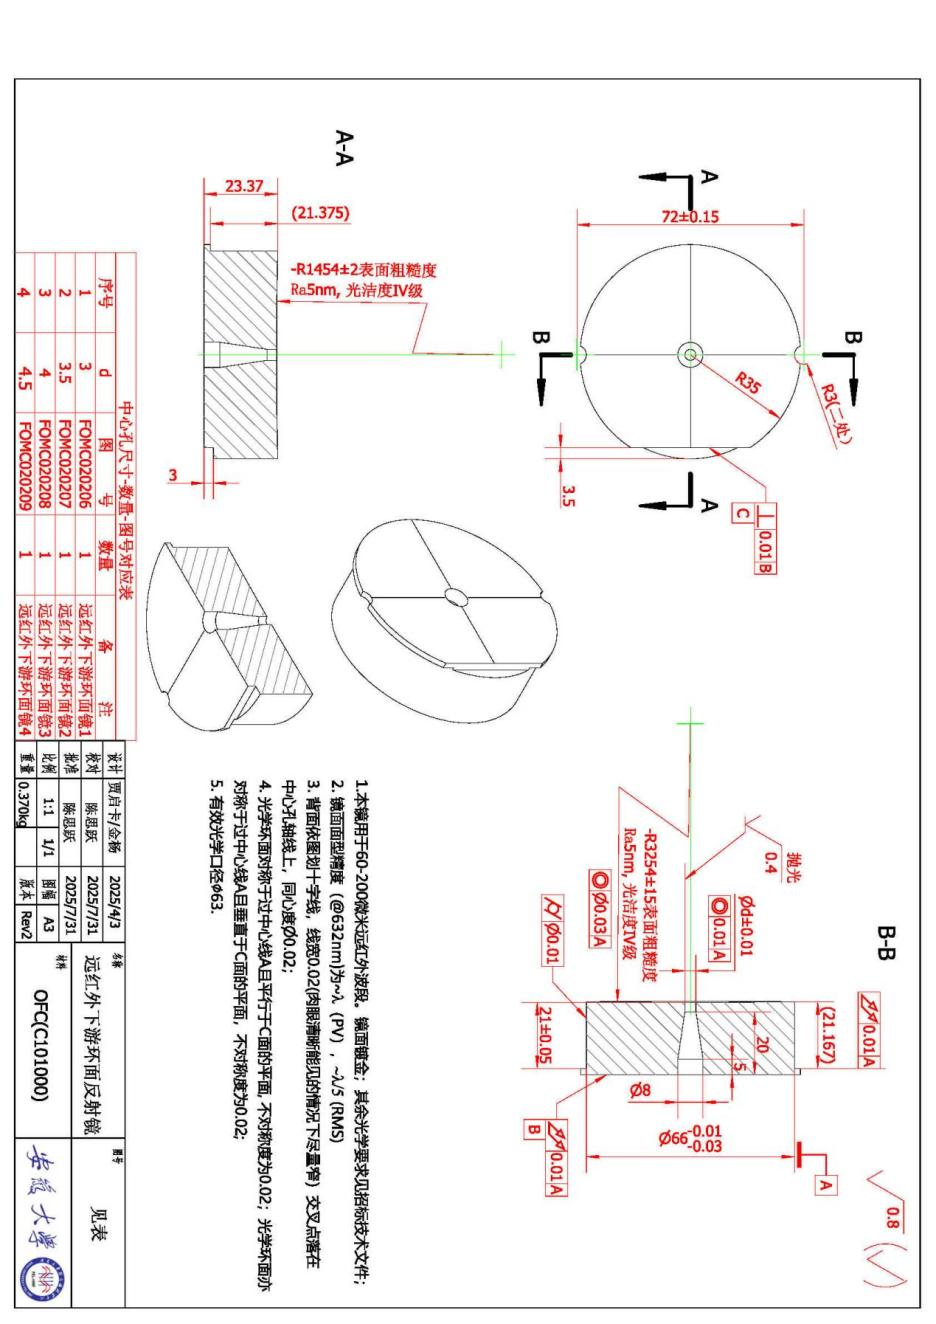 A-A
23.37
(21.375)
-R1454±2表面粗糙度
Ra5nm, 光洁度IV级
3
A
A
72±0.15
B
B
R35
R3(二处)
3.5
⊥ 0.01 B
C
B-B
抛光
0.4
-R3254±15表面粗糙度
Ra5nm, 光洁度IV级
Ød±0.01
◎ 0.01 A
◎ Ø0.03 A
⌭ Ø0.01
21±0.05
(21.167)
0.01 A
20
5
Ø8
Ø66 -0.01 -0.03
0.01 A
B
A
0.8
1.本镜用于60-200微米远红外波段。镜面镀金；其余光学要求见招标技术文件；
2. 镜面面型精度（@632nm)为~λ（PV），~λ/5 (RMS)
3. 背面依图划十字线，线宽0.02(肉眼清晰能见的情况下尽量窄) 交叉点落在
中心孔轴线上，同心度Ø0.02；
4. 光学环面对称于过中心线A且平行于C面的平面, 不对称度为0.02；光学环面亦
对称于过中心线A且垂直于C面的平面，不对称度为0.02；
5. 有效光学口径φ63.
中心孔尺寸-数量-图号对应表
序号 d 图 号 数量 备 注
1 3 FOMC020206 1 远红外下游环面镜1
2 3.5 FOMC020207 1 远红外下游环面镜2
3 4 FOMC020208 1 远红外下游环面镜3
4 4.5 FOMC020209 1 远红外下游环面镜4
设计 贾启卡/金杨 2025/4/3
校对 陈思跃 2025/7/31
批准 陈思跃 2025/7/31
比例 1:1 1/1 图幅 A3
重量 0.370kg 版本 Rev2
名称
远红外下游环面反射镜
材料
OFC(C101000)
图号
见表
安徽大学